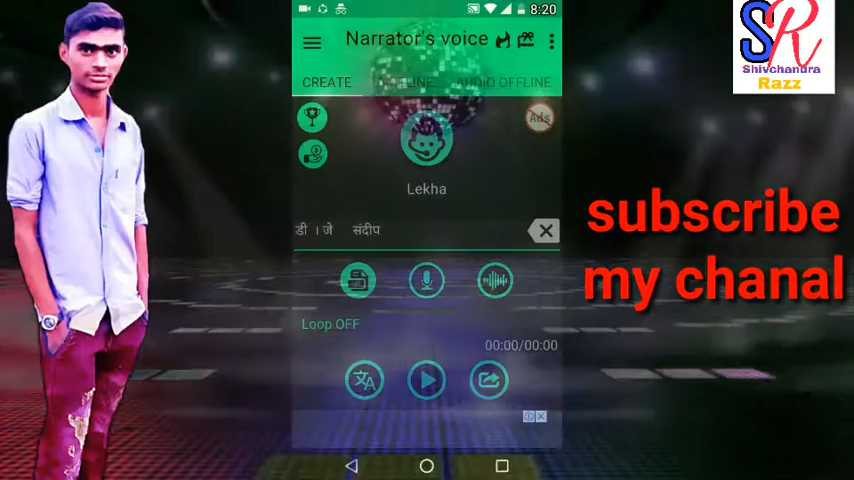 8:20
Narrator's voice
CREATE
OFFLINE
AUDIO OFFLINE
Ads
Lekha
डी । जे संदीप
Loop OFF
00:00/00:00
SR
Shivchandra
Razz
subscribe
my chanal